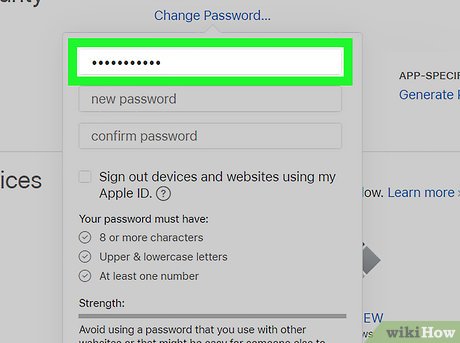 Change Password...
•••••••••••
new password
confirm password
APP-SPECIF
Generate
Sign out devices and websites using my
Apple ID. ?
ices
ow. Learn more
Your password must have:
8 or more characters
Upper & lowercase letters
At least one number
Strength:
EW
Avoid using a password that you use with other
websites or that might be easy for someone else to
wikiHow